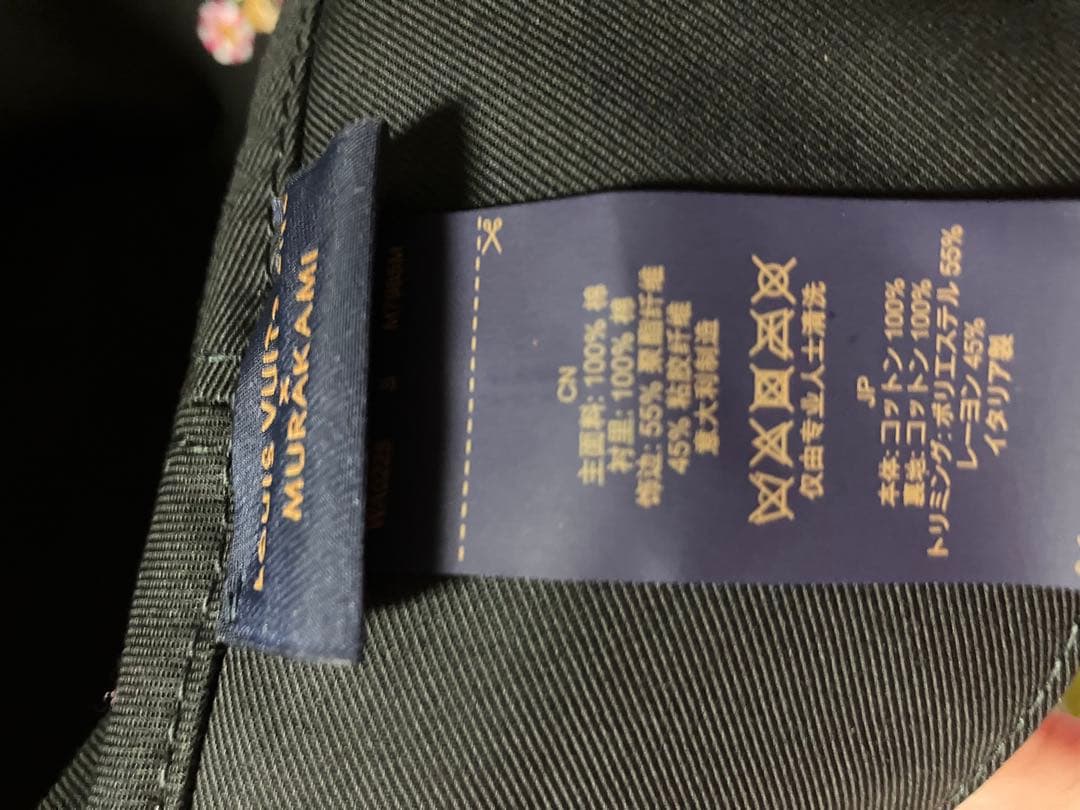 LOUIS VUITT
×
MURAKAMI
CN
主面料: 100% 棉
衬里: 100% 棉
饰边: 55% 聚脂纤维
45% 粘胶纤维
意大利制造
仅由专业人士清洗
JP
本体: コットン 100%
裏地: コットン 100%
トリミング: ポリエステル 55%
レーヨン 45%
イタリア製